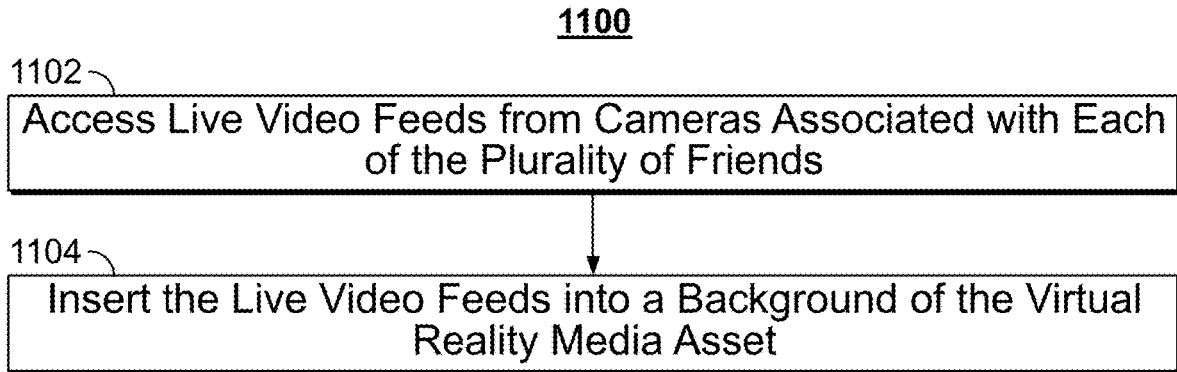 1100
1102
Access Live Video Feeds from Cameras Associated with Each
of the Plurality of Friends
1104
Insert the Live Video Feeds into a Background of the Virtual
Reality Media Asset